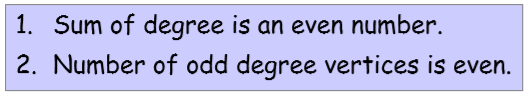 1. Sum of degree is an even number.
2. Number of odd degree vertices is even.